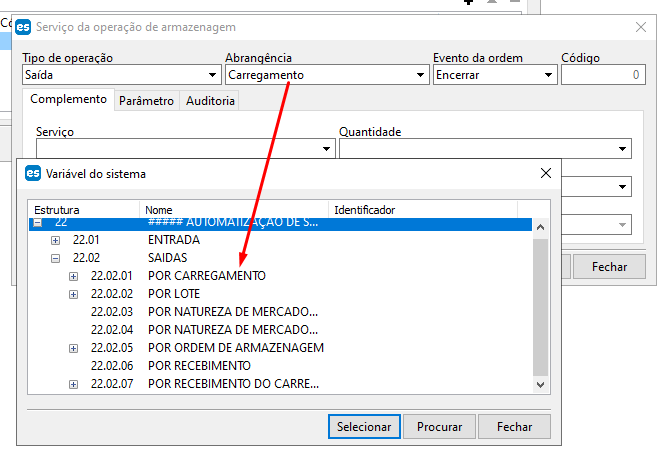 Co
es Serviço da operação de armazenagem
Tipo de operação Abrangência Evento da ordem Código
Saída Carregamento Encerrar 0
Complemento Parâmetro Auditoria
Serviço Quantidade
es Variável do sistema
Estrutura Nome Identificador
22 ##### AUTOMATIZAÇÃO DE S...
22.01 ENTRADA
22.02 SAIDAS
22.02.01 POR CARREGAMENTO
22.02.02 POR LOTE
22.02.03 POR NATUREZA DE MERCADO...
22.02.04 POR NATUREZA DE MERCADO...
22.02.05 POR ORDEM DE ARMAZENAGEM
22.02.06 POR RECEBIMENTO
22.02.07 POR RECEBIMENTO DO CARRE...
Selecionar Procurar Fechar
Fechar